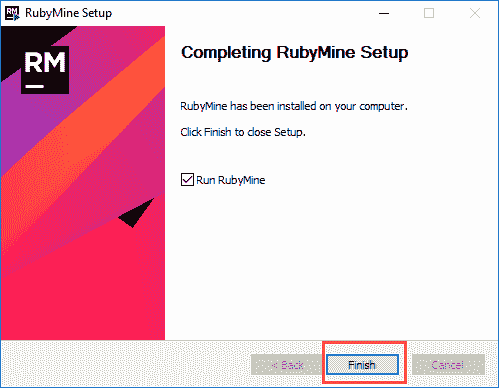 RM RubyMine Setup
RM
Completing RubyMine Setup
RubyMine has been installed on your computer.
Click Finish to close Setup.
Run RubyMine
< Back Finish Cancel